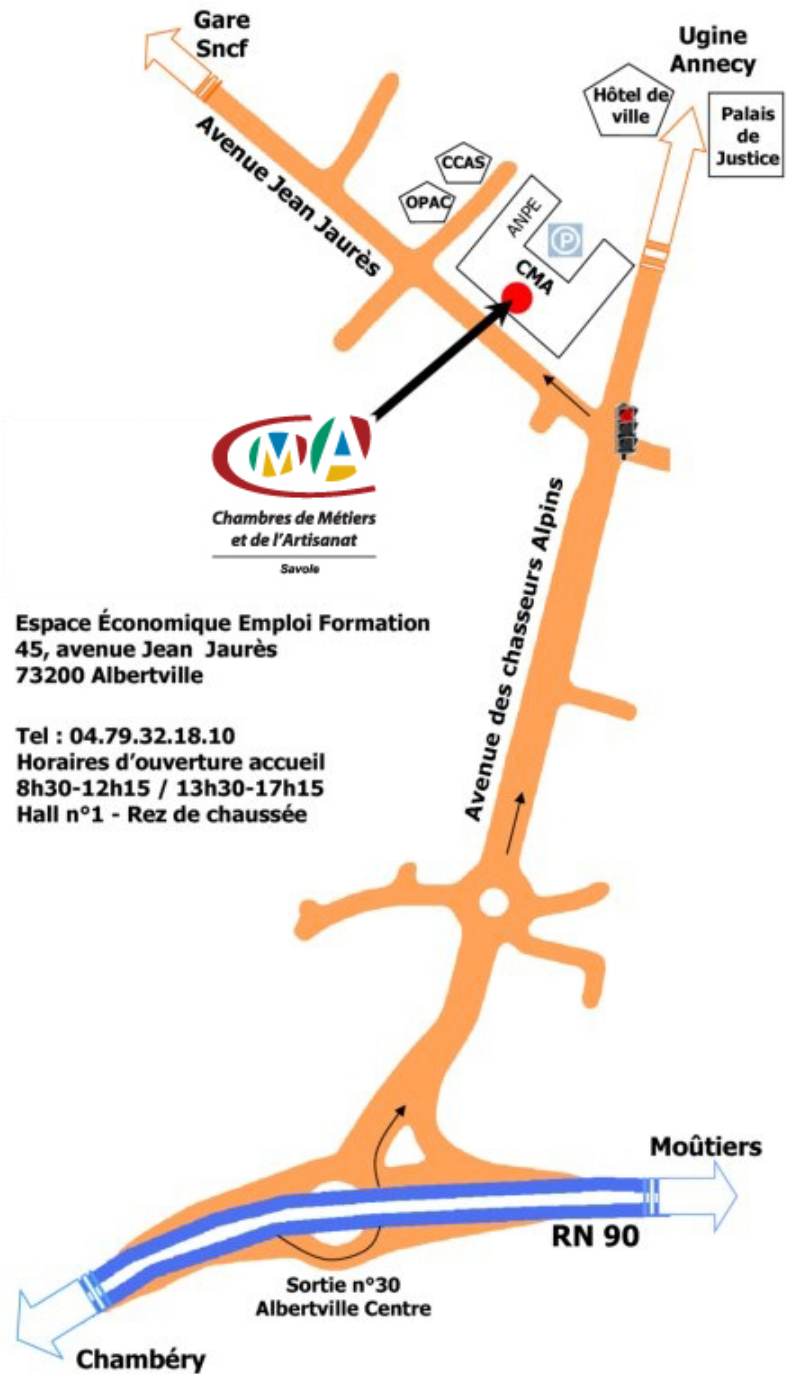 Gare
Sncf
Ugine
Annecy
Hôtel de
ville
Palais
de
Justice
Avenue Jean Jaurès
CCAS
OPAC
ANPE
P
CMA
CMA
Chambres de Métiers
et de l'Artisanat
Savoie
Avenue des chasseurs Alpins
Espace Économique Emploi Formation
45, avenue Jean Jaurès
73200 Albertville
Tel : 04.79.32.18.10
Horaires d'ouverture accueil
8h30-12h15 / 13h30-17h15
Hall n°1 - Rez de chaussée
Moûtiers
RN 90
Sortie n°30
Albertville Centre
Chambéry